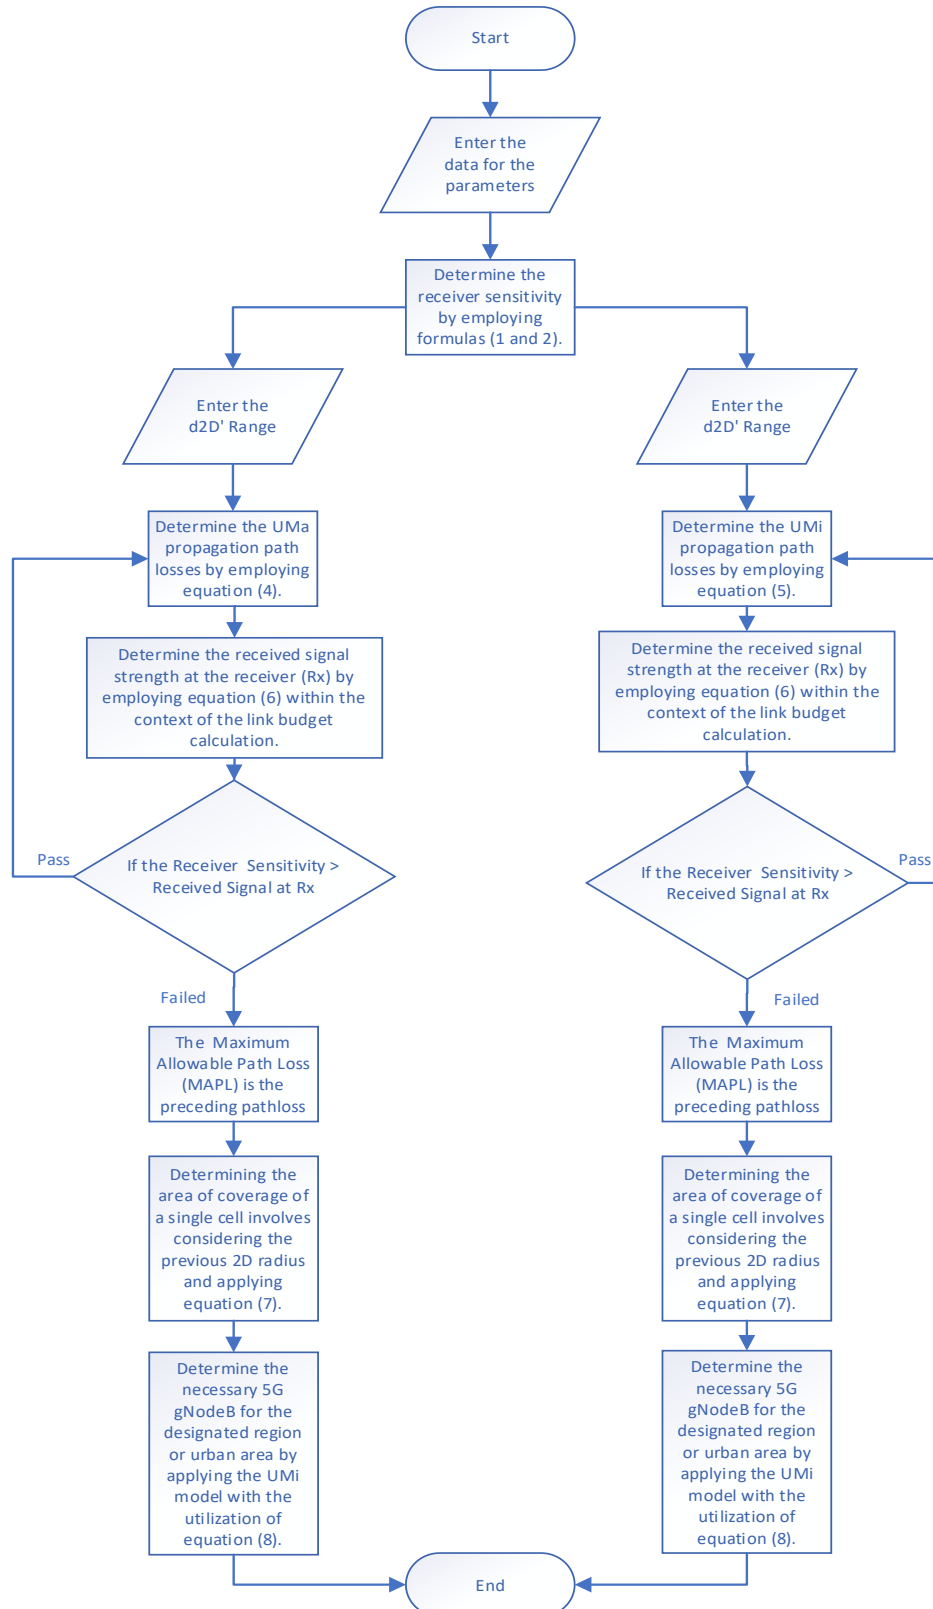 Start
Enter the
data for the
parameters
Determine the
receiver sensitivity
by employing
formulas (1 and 2).
Enter the
d2D' Range
Determine the UMa
propagation path
losses by employing
equation (4).
Determine the received signal
strength at the receiver (Rx) by
employing equation (6) within the
context of the link budget
calculation.
Pass
If the Receiver Sensitivity >
Received Signal at Rx
Failed
The Maximum
Allowable Path Loss
(MAPL) is the
preceding pathloss
Determining the
area of coverage of
a single cell involves
considering the
previous 2D radius
and applying
equation (7).
Determine the
necessary 5G
gNodeB for the
designated region
or urban area by
applying the UMi
model with the
utilization of
equation (8).
Enter the
d2D' Range
Determine the UMi
propagation path
losses by employing
equation (5).
Determine the received signal
strength at the receiver (Rx) by
employing equation (6) within the
context of the link budget
calculation.
If the Receiver Sensitivity >
Received Signal at Rx
Pass
Failed
The Maximum
Allowable Path Loss
(MAPL) is the
preceding pathloss
Determining the
area of coverage of
a single cell involves
considering the
previous 2D radius
and applying
equation (7).
Determine the
necessary 5G
gNodeB for the
designated region
or urban area by
applying the UMi
model with the
utilization of
equation (8).
End